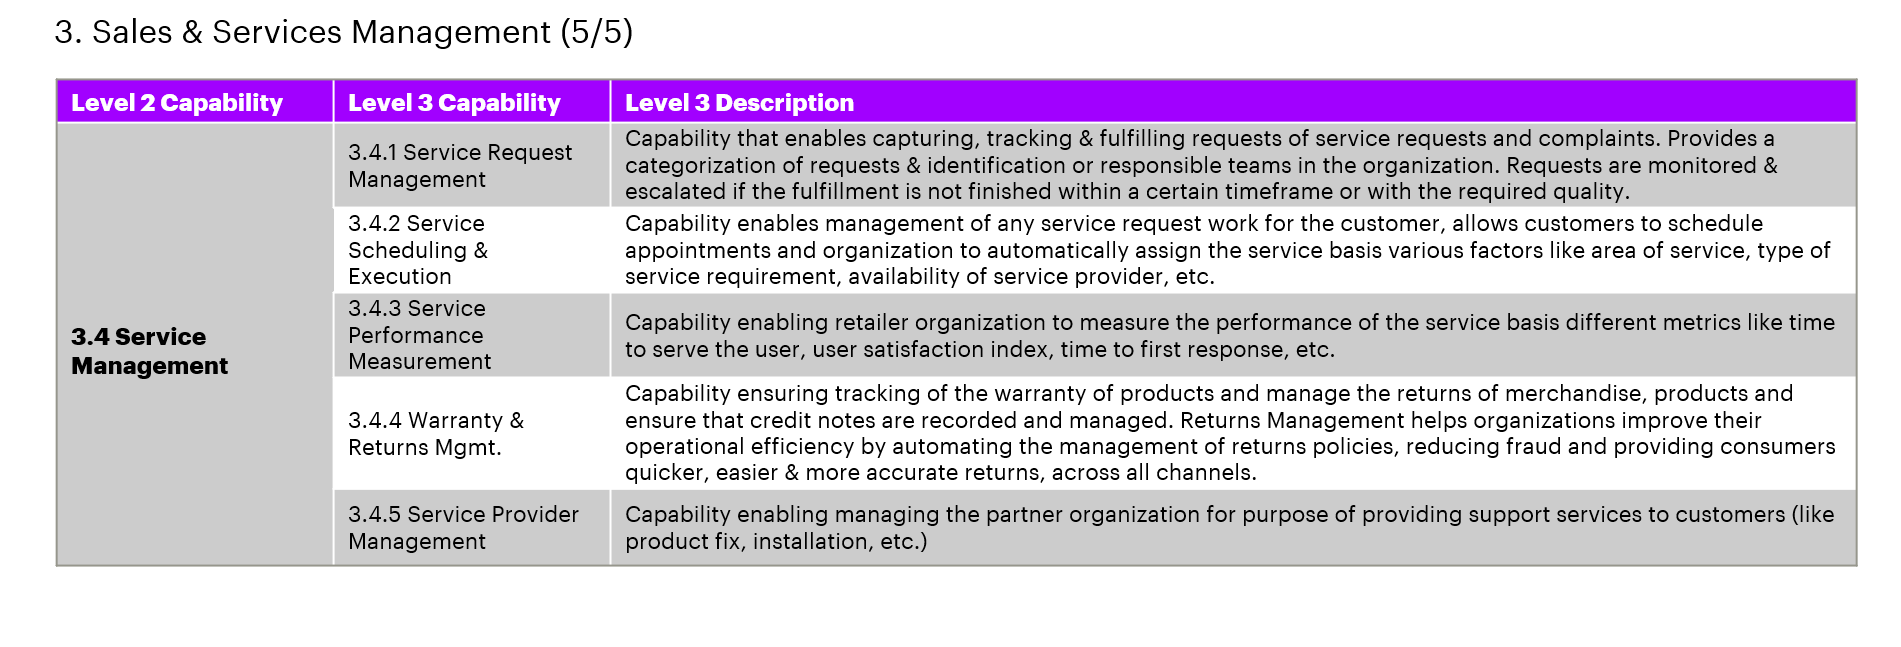 3. Sales & Services Management (5/5)
Level 2 Capability
Level 3 Capability
Level 3 Description
3.4 Service
Management
3.4.1 Service Request
Management
Capability that enables capturing, tracking & fulfilling requests of service requests and complaints. Provides a
categorization of requests & identification or responsible teams in the organization. Requests are monitored &
escalated if the fulfillment is not finished within a certain timeframe or with the required quality.
3.4.2 Service
Scheduling &
Execution
Capability enables management of any service request work for the customer, allows customers to schedule
appointments and organization to automatically assign the service basis various factors like area of service, type of
service requirement, availability of service provider, etc.
3.4.3 Service
Performance
Measurement
Capability enabling retailer organization to measure the performance of the service basis different metrics like time
to serve the user, user satisfaction index, time to first response, etc.
3.4.4 Warranty &
Returns Mgmt.
Capability ensuring tracking of the warranty of products and manage the returns of merchandise, products and
ensure that credit notes are recorded and managed. Returns Management helps organizations improve their
operational efficiency by automating the management of returns policies, reducing fraud and providing consumers
quicker, easier & more accurate returns, across all channels.
3.4.5 Service Provider
Management
Capability enabling managing the partner organization for purpose of providing support services to customers (like
product fix, installation, etc.)